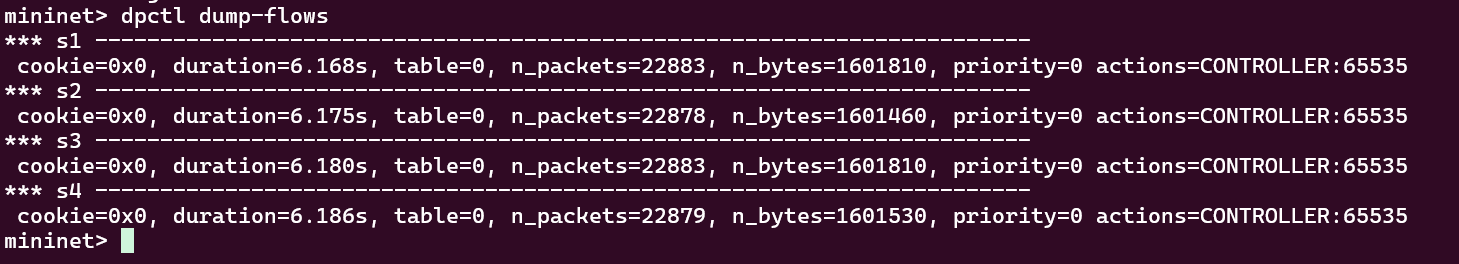 mininet> dpctl dump-flows
*** s1 ------------------------------------------------------------------------
 cookie=0x0, duration=6.168s, table=0, n_packets=22883, n_bytes=1601810, priority=0 actions=CONTROLLER:65535
*** s2 ------------------------------------------------------------------------
 cookie=0x0, duration=6.175s, table=0, n_packets=22878, n_bytes=1601460, priority=0 actions=CONTROLLER:65535
*** s3 ------------------------------------------------------------------------
 cookie=0x0, duration=6.180s, table=0, n_packets=22883, n_bytes=1601810, priority=0 actions=CONTROLLER:65535
*** s4 ------------------------------------------------------------------------
 cookie=0x0, duration=6.186s, table=0, n_packets=22879, n_bytes=1601530, priority=0 actions=CONTROLLER:65535
mininet>